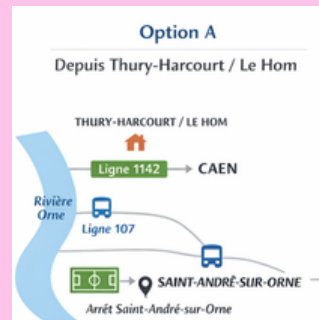 Option A
Depuis Thury-Harcourt / Le Hom
THURY-HARCOURT / LE HOM
Ligne 1142
CAEN
Rivière
Orne
Ligne 107
SAINT-ANDRÉ-SUR-ORNE
Arrêt Saint-André-sur-Orne